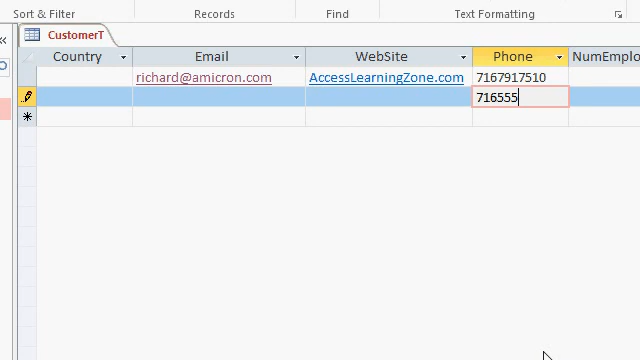 Sort & Filter Records Find Text Formatting
CustomerT
Country Email WebSite Phone NumEmplo
richard@amicron.com AccessLearningZone.com 7167917510
716555